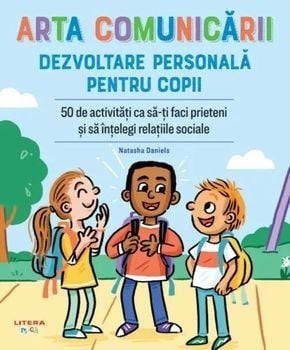 ARTA COMUNICĂRII
DEZVOLTARE PERSONALĂ
PENTRU COPII
50 de activități ca să-ți faci prieteni
și să înțelegi relațiile sociale
Natasha Daniels
LITERA
mică